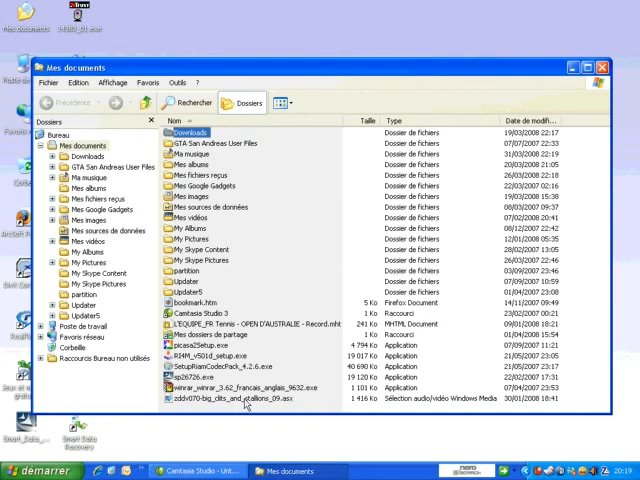 Mes documents
14383_01.exe
Mes documents
Fichier Edition Affichage Favoris Outils ?
Précédente Rechercher Dossiers
Dossiers
Nom Taille Type Date de modifi...
Bureau
Mes documents
Downloads
GTA San Andreas User Files
Ma musique
Mes albums
Mes fichiers reçus
Mes Google Gadgets
Mes images
Mes sources de données
Mes vidéos
My Albums
My Pictures
My Skype Content
My Skype Pictures
partition
Updater
Updater5
Poste de travail
Favoris réseau
Corbeille
Raccourcis Bureau non utilisés
Downloads Dossier de fichiers 19/03/2008 22:17
GTA San Andreas User Files Dossier de fichiers 07/07/2007 22:33
Ma musique Dossier de fichiers 31/03/2008 22:19
Mes albums Dossier de fichiers 20/03/2008 21:05
Mes fichiers reçus Dossier de fichiers 26/03/2008 22:18
Mes Google Gadgets Dossier de fichiers 22/03/2007 02:16
Mes images Dossier de fichiers 19/03/2008 15:38
Mes sources de données Dossier de fichiers 08/03/2007 09:37
Mes vidéos Dossier de fichiers 07/02/2008 20:41
My Albums Dossier de fichiers 08/12/2007 22:42
My Pictures Dossier de fichiers 12/01/2008 05:35
My Skype Content Dossier de fichiers 28/02/2007 13:05
My Skype Pictures Dossier de fichiers 26/03/2007 22:46
partition Dossier de fichiers 03/09/2007 23:46
Updater Dossier de fichiers 07/09/2007 10:59
Updater5 Dossier de fichiers 01/04/2007 23:08
bookmark.htm 5 Ko Firefox Document 14/11/2007 09:49
Camtasia Studio 3 1 Ko Raccourci 23/02/2007 00:21
L'EQUIPE_FR Tennis - OPEN D'AUSTRALIE - Record.mht 241 Ko MHTML Document 09/01/2008 18:21
Mes dossiers de partage 1 Ko Raccourci 01/04/2008 15:54
picasa2Setup.exe 4 794 Ko Application 07/09/2007 11:21
RI4M_v501d_setup.exe 19 017 Ko Application 21/05/2007 23:05
SetupRiamCodecPack_4.2.6.exe 40 690 Ko Application 21/05/2007 23:17
sp26726.exe 19 120 Ko Application 22/02/2007 17:31
winrar_winrar_3.62_francais_anglais_9632.exe 1 101 Ko Application 07/04/2007 23:53
zddv070-big_clits_and_stallions_09.asx 1 416 Ko Sélection audio/vidéo Windows Media 30/01/2008 18:41
Smart_Data_...
Smart Data Recovery
démarrer Camtasia Studio - Unt... Mes documents nero SEARCH 20:19